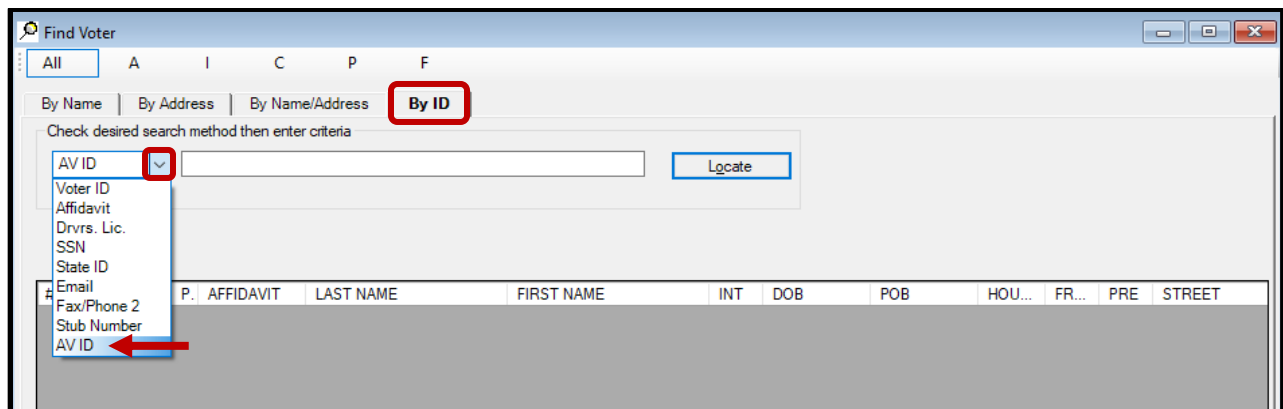 Find Voter
All A I C P F
By Name By Address By Name/Address By ID
Check desired search method then enter criteria
AV ID Locate
Voter ID
Affidavit
Drvrs. Lic.
SSN
State ID
Email
Fax/Phone 2
Stub Number
AV ID
# P. AFFIDAVIT LAST NAME FIRST NAME INT DOB POB HOU... FR... PRE STREET